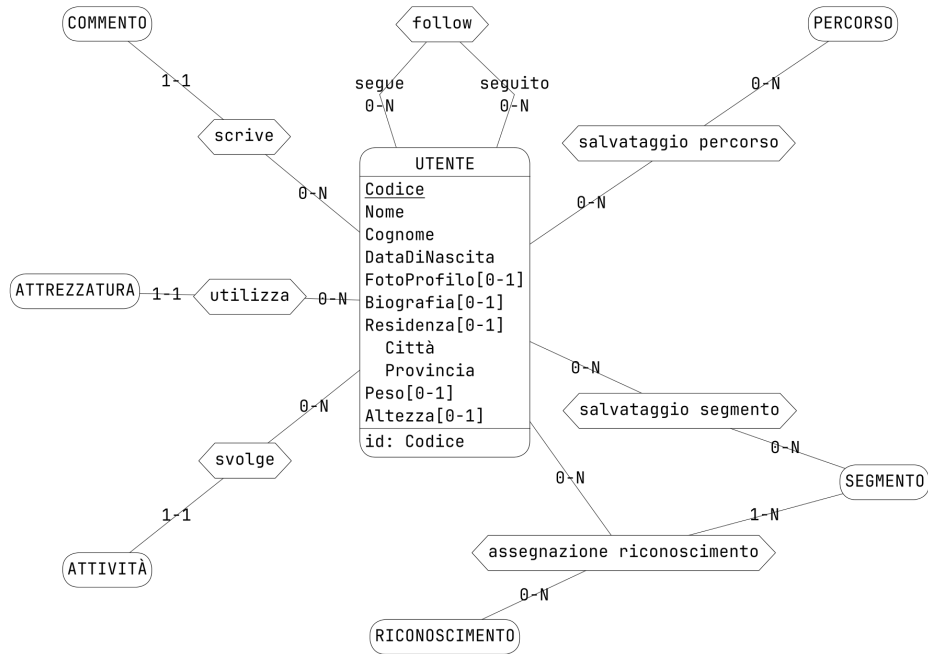 COMMENTO
follow
PERCORSO
segue
seguito
1-1
0-N
0-N
0-N
scrive
salvataggio percorso
UTENTE
0-N
0-N
Codice
Nome
Cognome
DataDiNascita
FotoProfilo[0-1]
ATTREZZATURA
1-1
utilizza
0-N
Biografia[0-1]
Residenza[0-1]
Città
Provincia
0-N
Peso[0-1]
0-N
salvataggio segmento
Altezza[0-1]
id: Codice
svolge
0-N
0-N
SEGMENTO
1-1
1-N
assegnazione riconoscimento
ATTIVITÀ
0-N
RICONOSCIMENTO